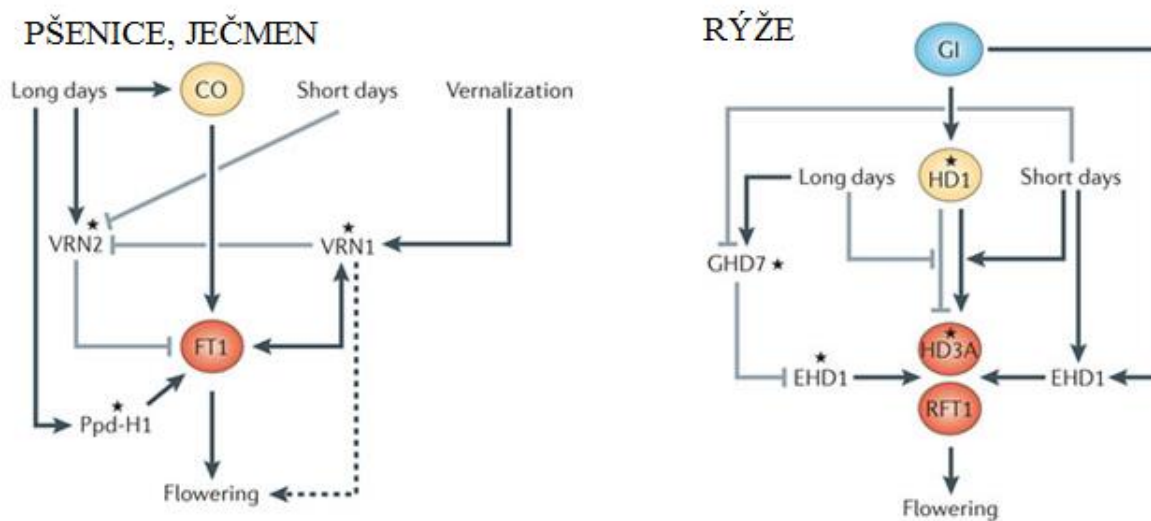 PŠENICE, JEČMEN
Long days
CO
Short days
Vernalization
VRN2
VRN1
FT1
Ppd-H1
Flowering
RÝŽE
GI
Long days
HD1
Short days
GHD7
HD3A
EHD1
EHD1
RFT1
Flowering